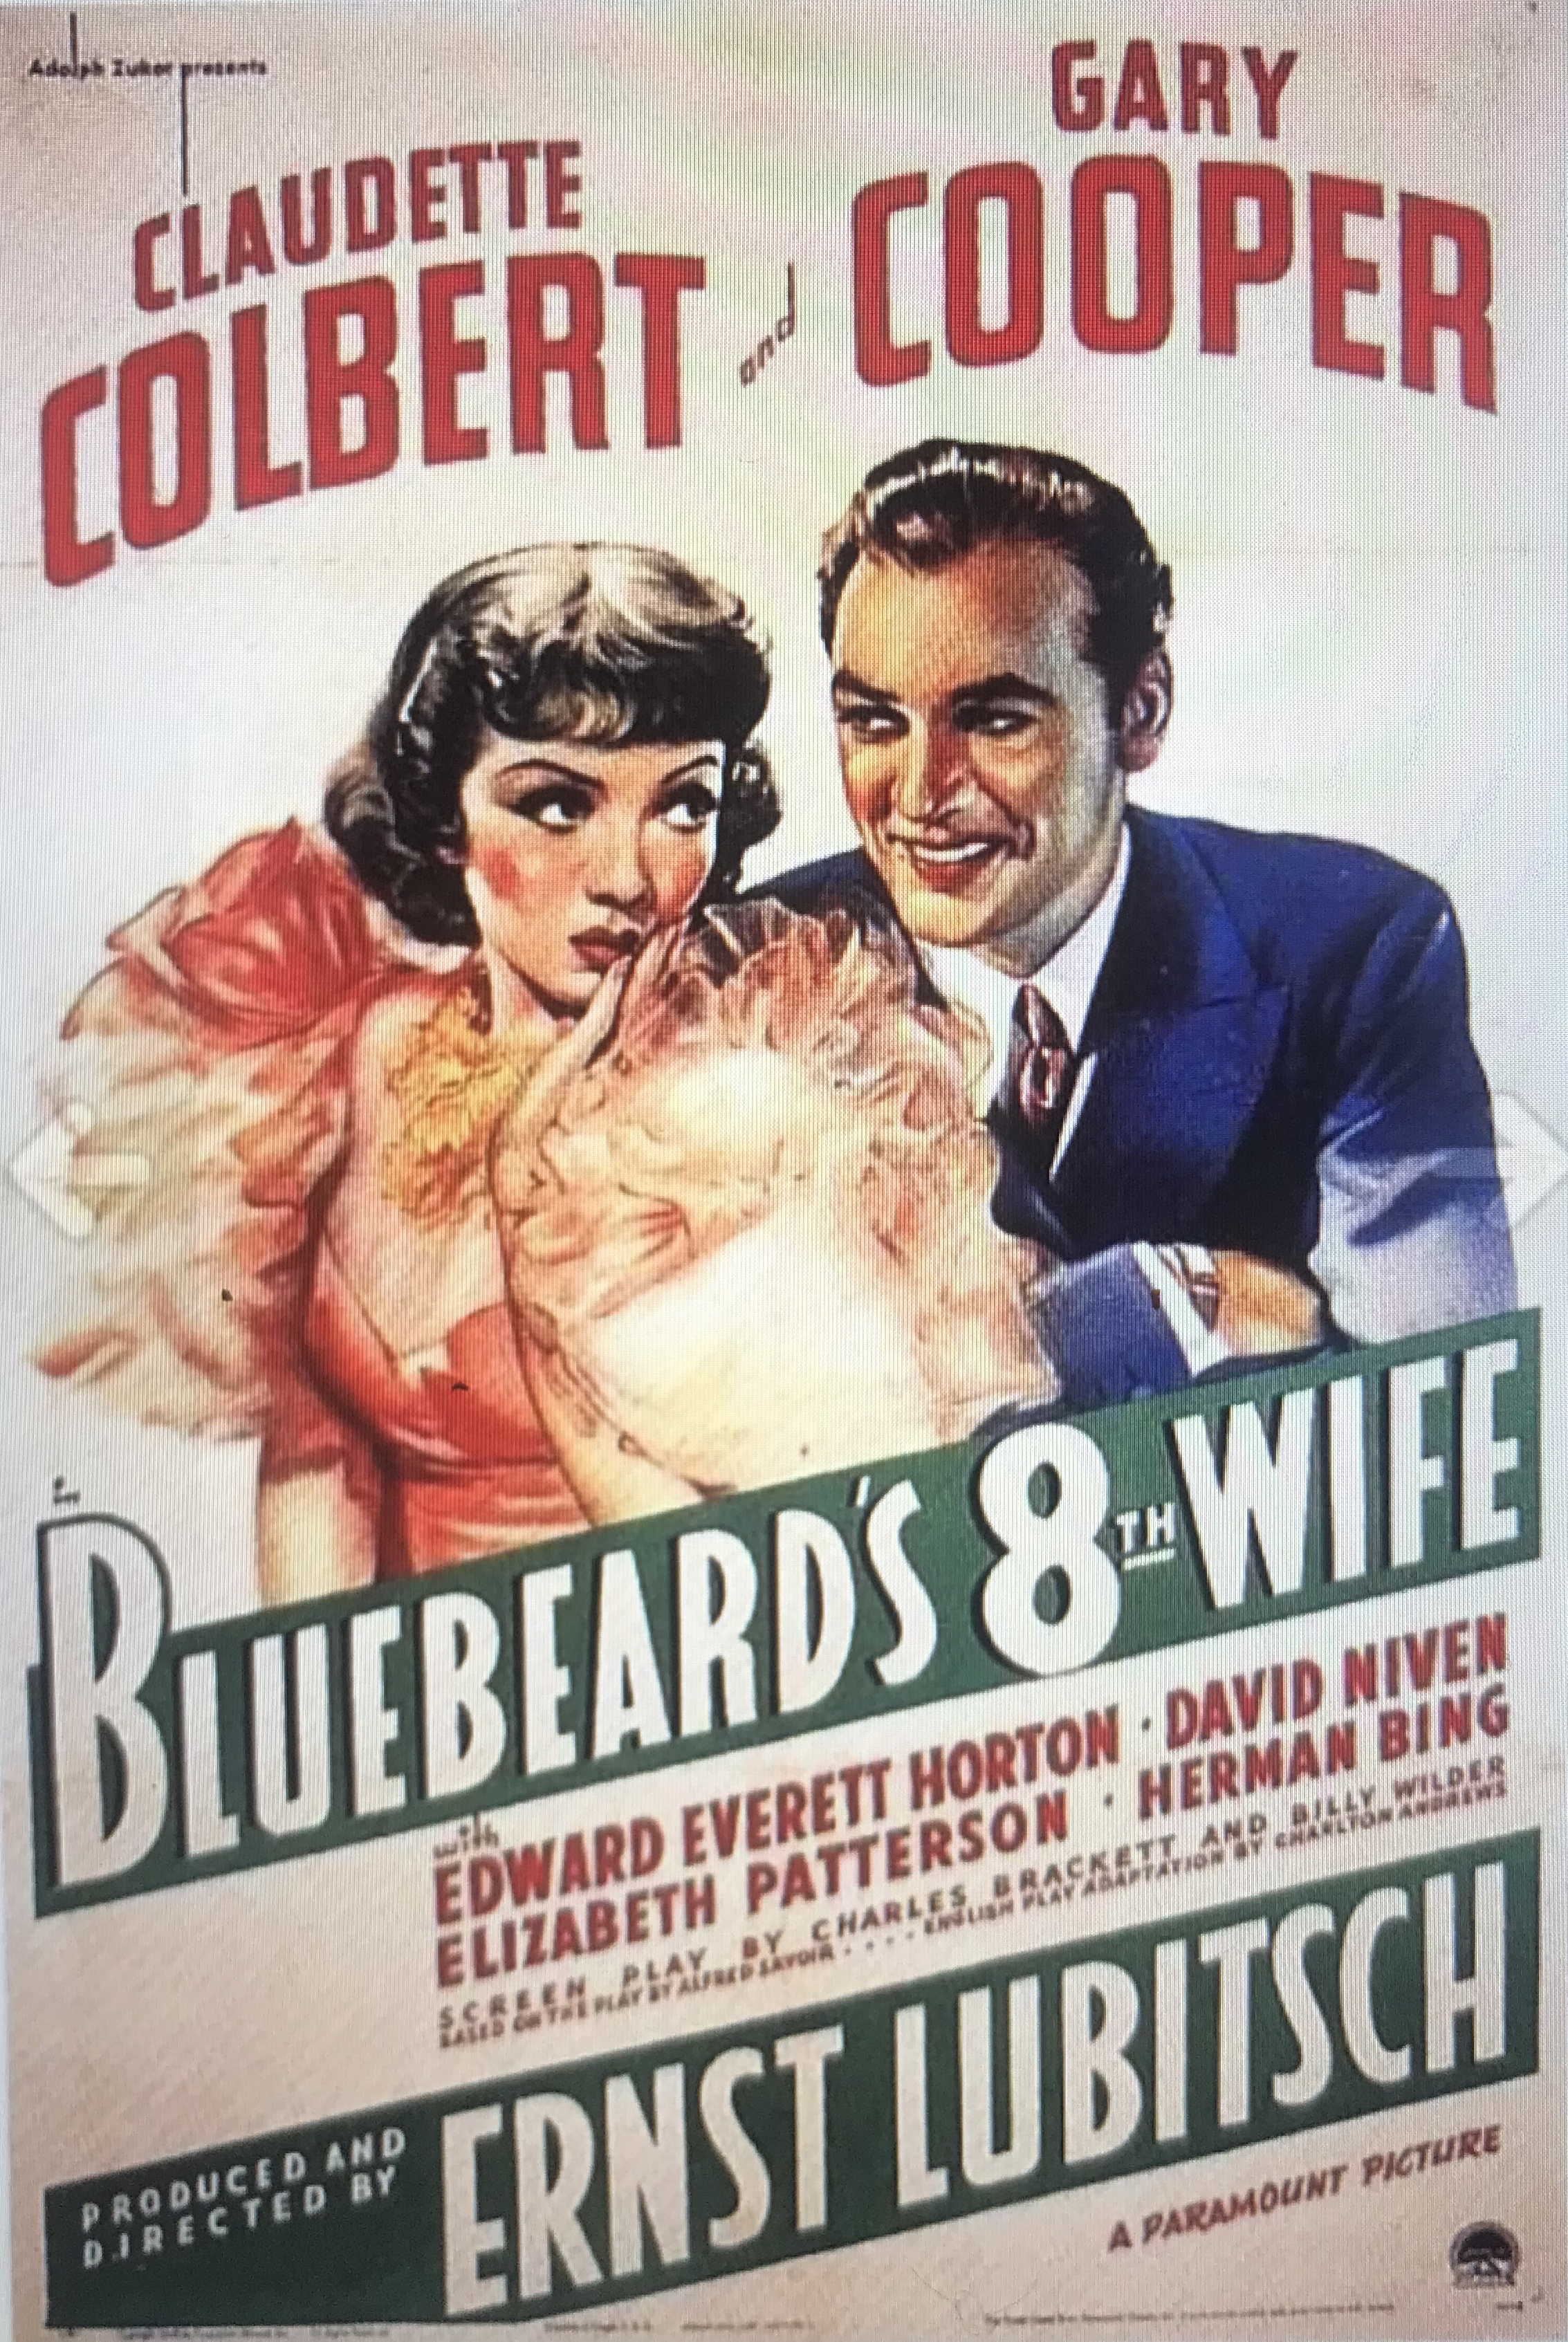 Adolph Zukor presents
CLAUDETTE
COLBERT
and
GARY
COOPER
in
BLUEBEARD'S 8TH WIFE
with
EDWARD EVERETT HORTON · DAVID NIVEN
ELIZABETH PATTERSON · HERMAN BING
SCREEN PLAY BY CHARLES BRACKETT AND BILLY WILDER
BASED ON THE PLAY BY ALFRED SAVOIR · · · · ENGLISH PLAY ADAPTATION BY CHARLTON ANDREWS
PRODUCED AND
DIRECTED BY
ERNST LUBITSCH
A PARAMOUNT PICTURE